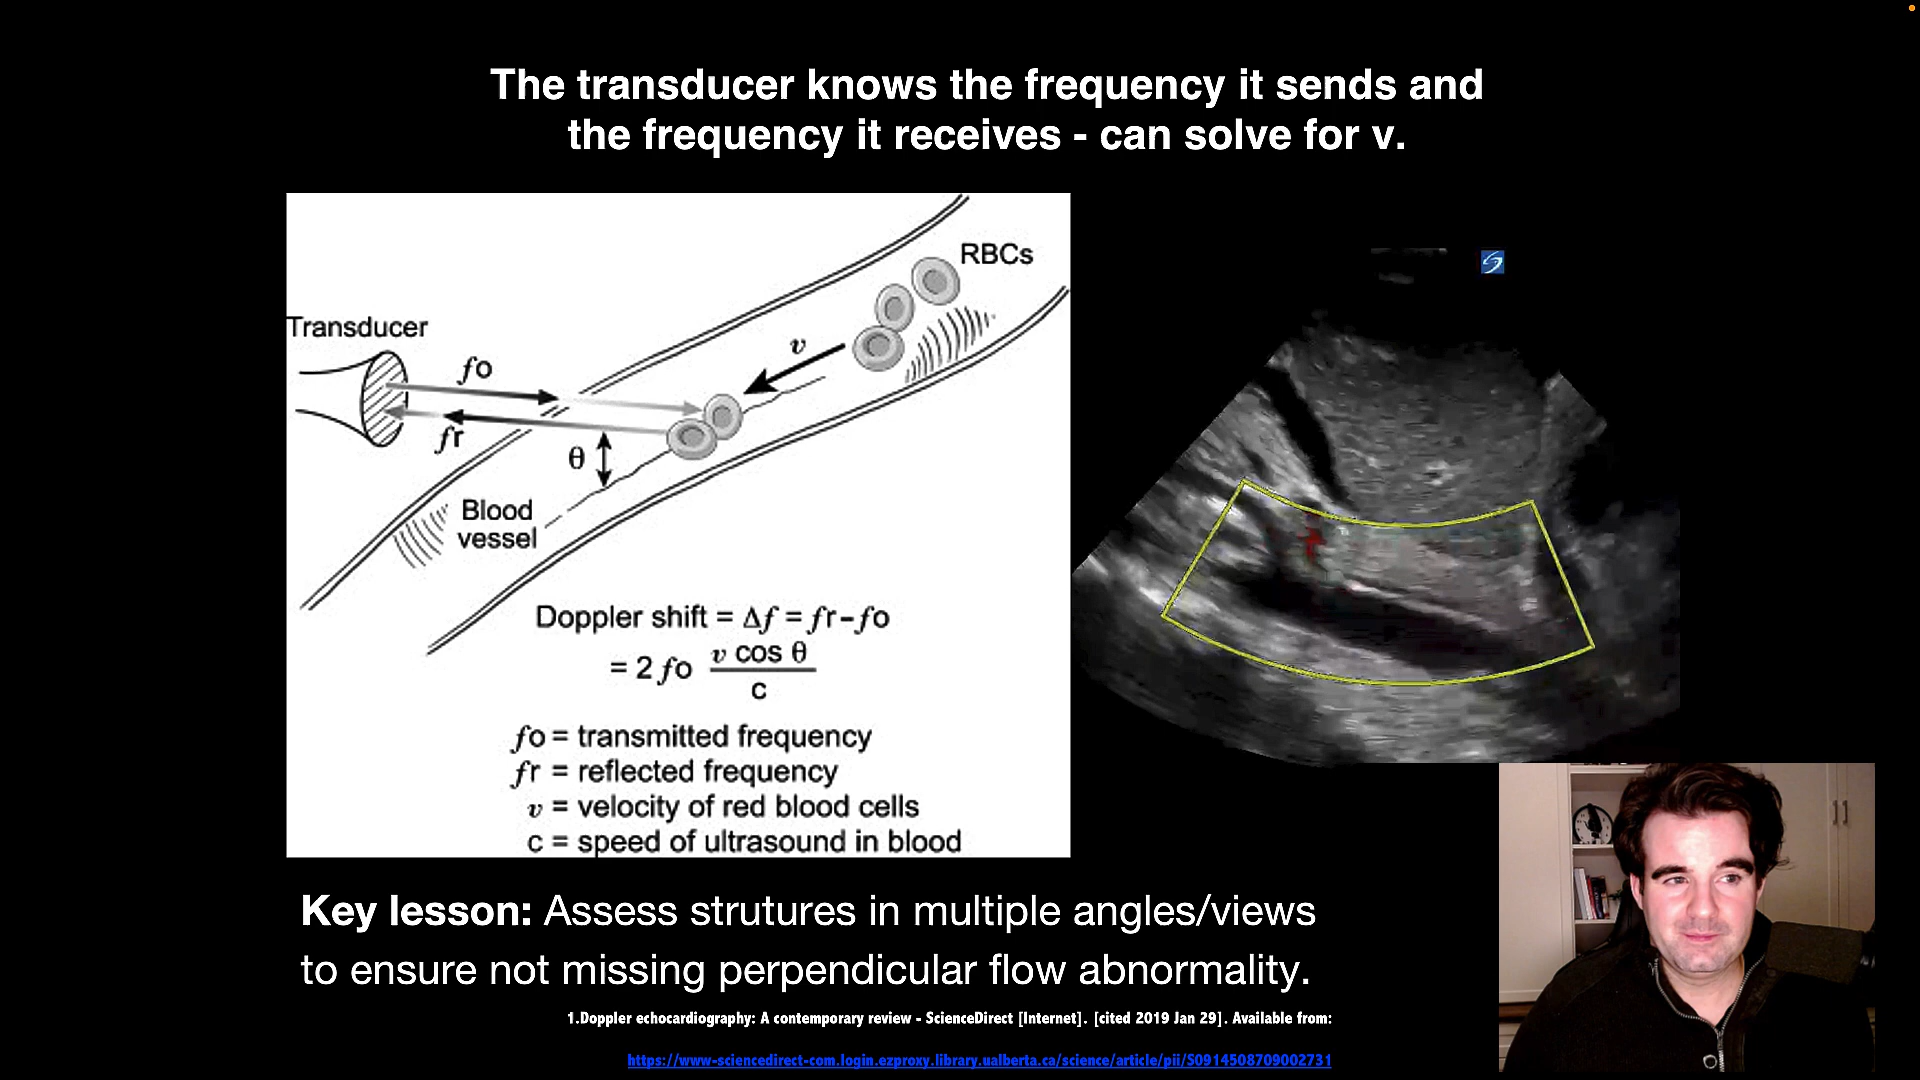 The transducer knows the frequency it sends and
the frequency it receives - can solve for v.
RBCs
Transducer
v
fo
fr
θ
Blood
vessel
Doppler shift = Δf = fr-fo
= 2 fo v cos θ
c
fo = transmitted frequency
fr = reflected frequency
v = velocity of red blood cells
c = speed of ultrasound in blood
Key lesson: Assess strutures in multiple angles/views
to ensure not missing perpendicular flow abnormality.
1.Doppler echocardiography: A contemporary review - ScienceDirect [Internet]. [cited 2019 Jan 29]. Available from:
https://www-sciencedirect-com.login.ezproxy.library.ualberta.ca/science/article/pii/S0914508709002731